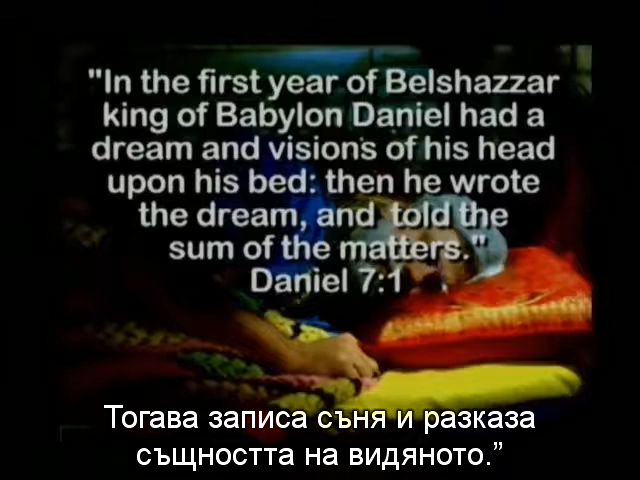 "In the first year of Belshazzar
king of Babylon Daniel had a
dream and visions of his head
upon his bed: then he wrote
the dream, and told the
sum of the matters."
Daniel 7:1
Тогава записа съня и разказа
същността на видяното.”